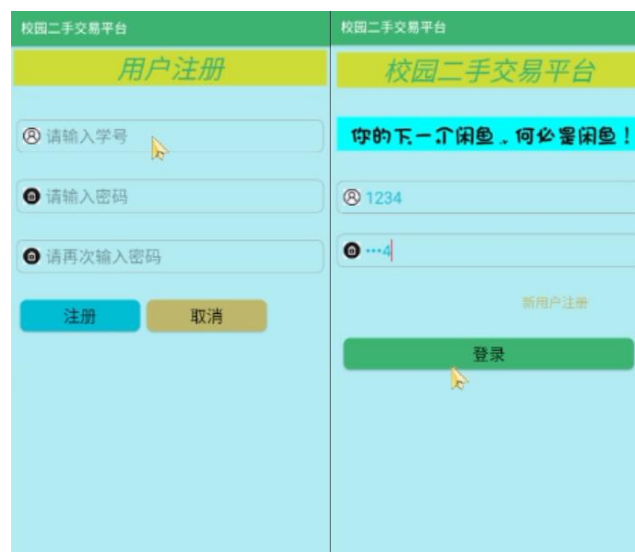 校园二手交易平台
用户注册
请输入学号
请输入密码
请再次输入密码
注册
取消
校园二手交易平台
校园二手交易平台
你的下一个闲鱼。何必是闲鱼！
1234
•••4
新用户注册
登录